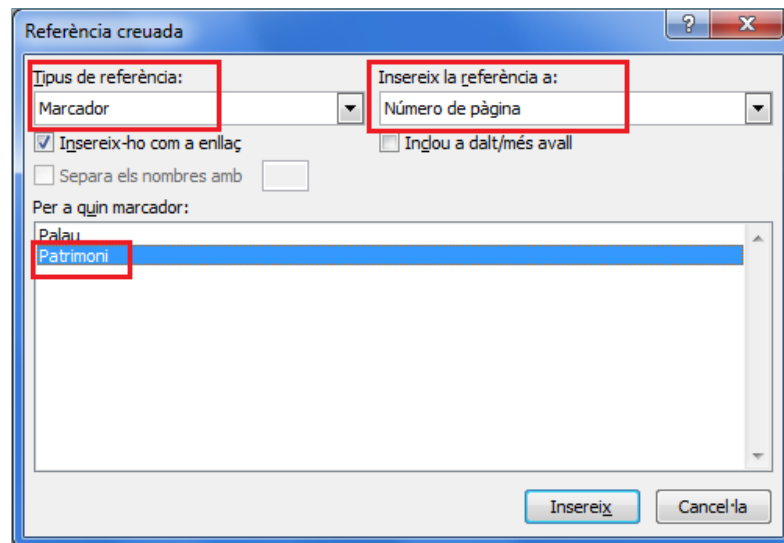 Referència creuada
Tipus de referència: Insereix la referència a:
Marcador Número de pàgina
Insereix-ho com a enllaç Inclou a dalt/més avall
Separa els nombres amb
Per a quin marcador:
Palau
Patrimoni
Insereix Cancel·la